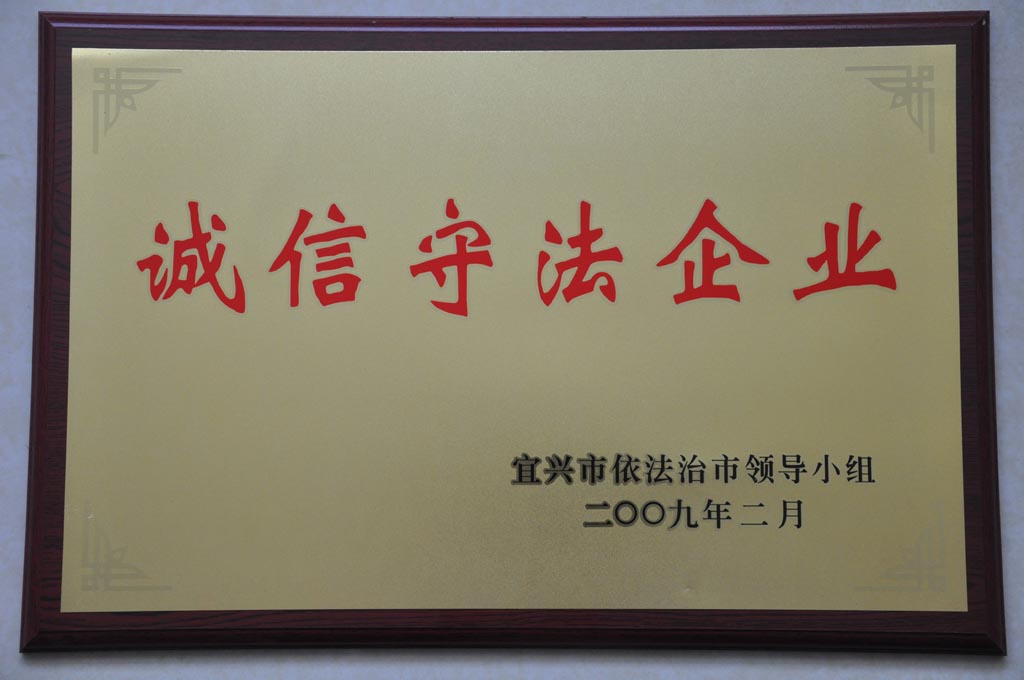 诚信守法企业
宜兴市依法治市领导小组
二〇〇九年二月